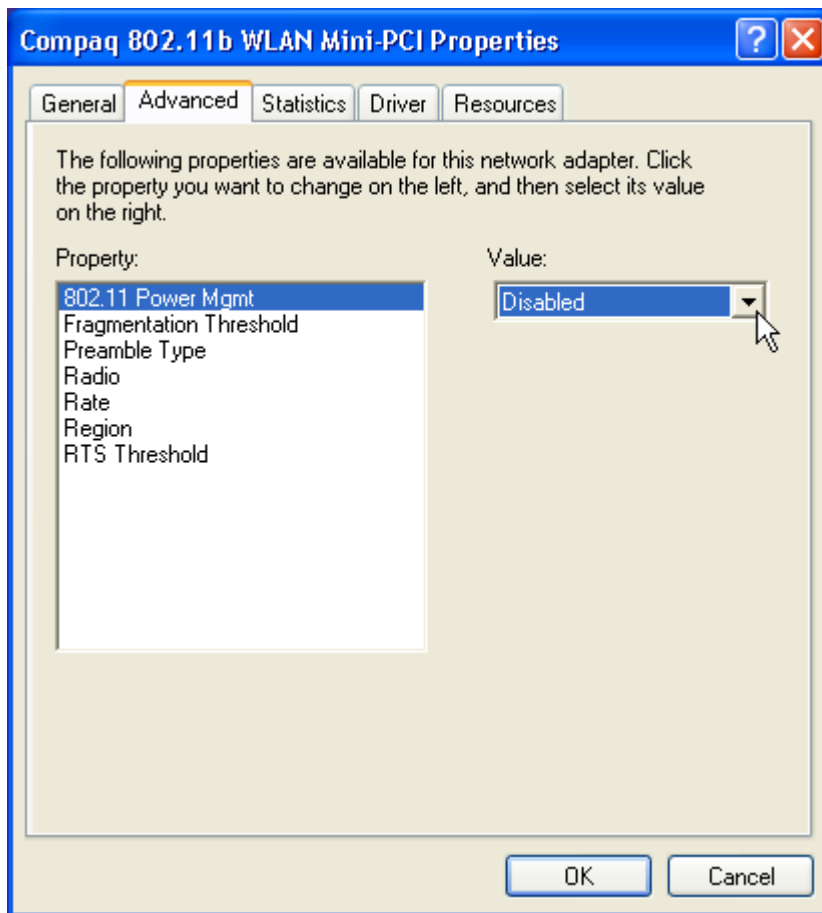 Compaq 802.11b WLAN Mini-PCI Properties
General Advanced Statistics Driver Resources
The following properties are available for this network adapter. Click
the property you want to change on the left, and then select its value
on the right.
Property: Value:
802.11 Power Mgmt Disabled
Fragmentation Threshold
Preamble Type
Radio
Rate
Region
RTS Threshold
OK Cancel